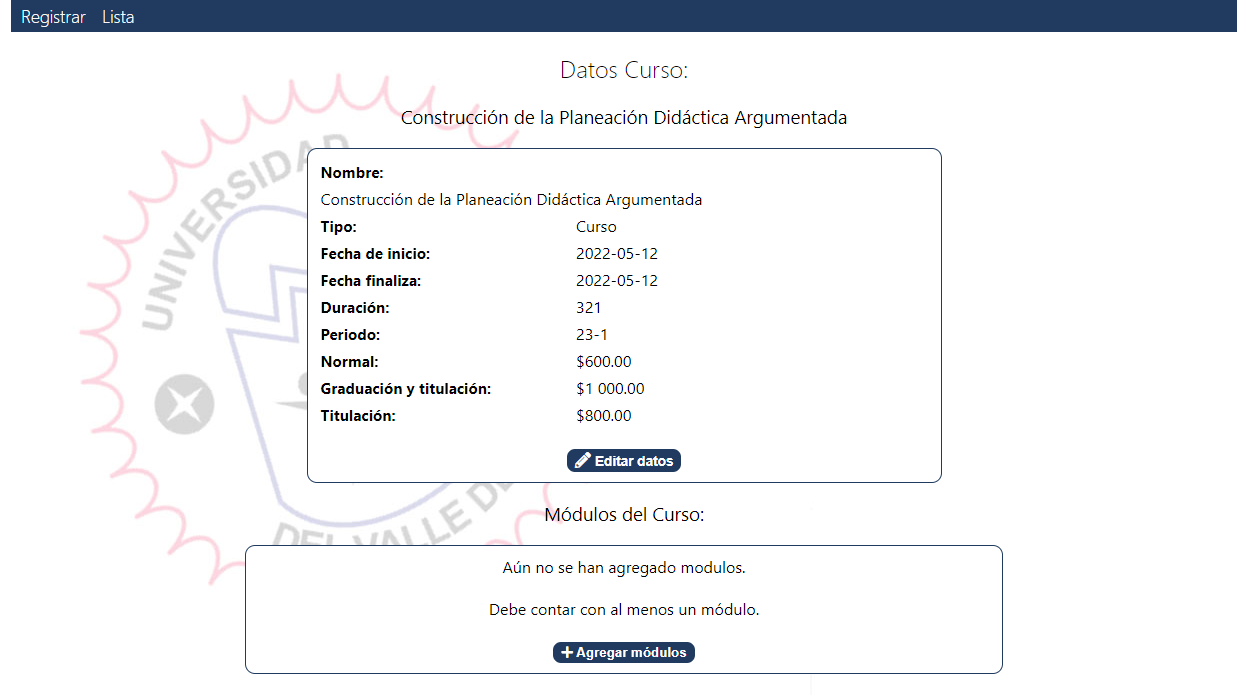 Registrar Lista
Datos Curso:
Construcción de la Planeación Didáctica Argumentada
UNIVERSIDAD
Nombre:
Construcción de la Planeación Didáctica Argumentada
Tipo: Curso
Fecha de inicio: 2022-05-12
Fecha finaliza: 2022-05-12
Duración: 321
Periodo: 23-1
Normal: $600.00
Graduación y titulación: $1 000.00
Titulación: $800.00
Editar datos
DEL VALLE DE
Módulos del Curso:
Aún no se han agregado modulos.
Debe contar con al menos un módulo.
Agregar módulos